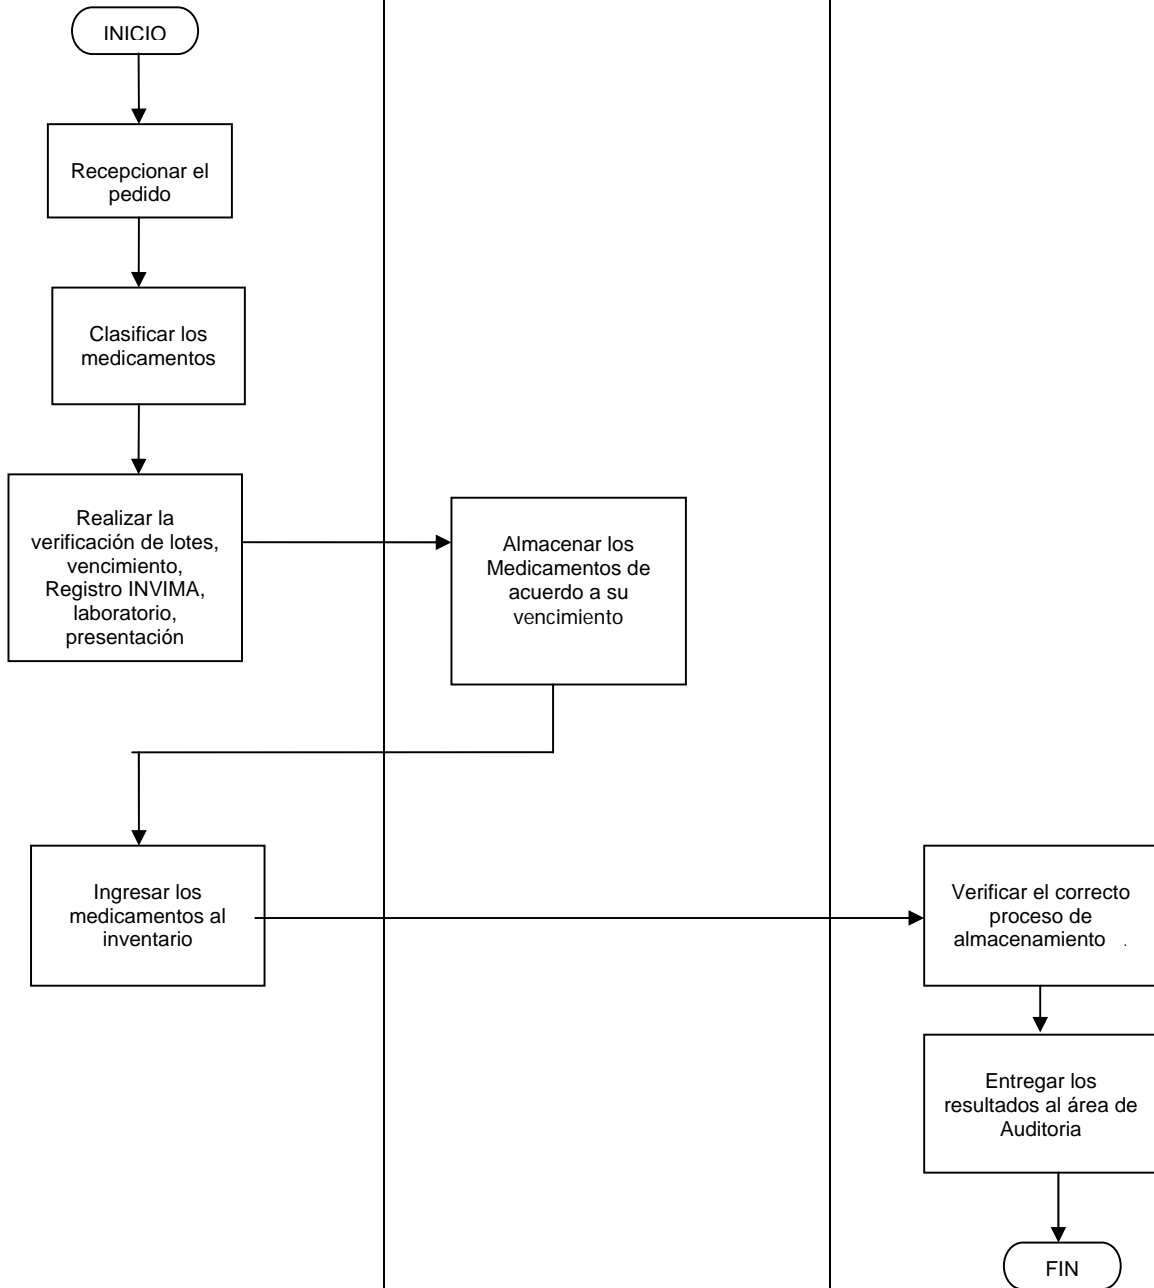 INICIO
Recepcionar el
pedido
Clasificar los
medicamentos
Realizar la
verificación de lotes,
vencimiento,
Registro INVIMA,
laboratorio,
presentación
Almacenar los
Medicamentos de
acuerdo a su
vencimiento
Ingresar los
medicamentos al
inventario
Verificar el correcto
proceso de
almacenamiento .
Entregar los
resultados al área de
Auditoria
FIN